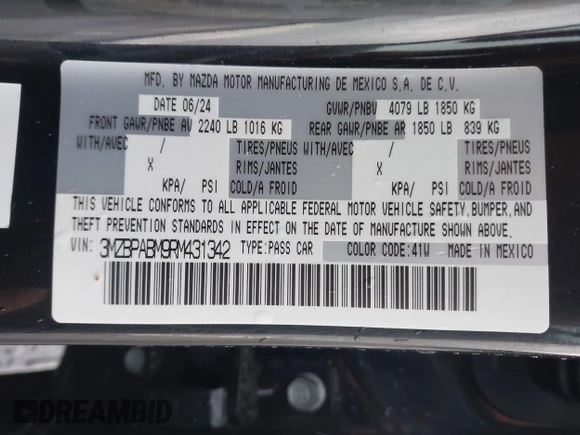 MFD. BY MAZDA MOTOR MANUFACTURING DE MEXICO S.A. DE C.V.
DATE 06/24 GVWR/PNBV 4079 LB 1850 KG
FRONT GAWR/PNBE AV 2240 LB 1016 KG REAR GAWR/PNBE AR 1850 LB 839 KG
WITH/AVEC / TIRES/PNEUS WITH/AVEC / TIRES/PNEUS
X RIMS/JANTES X RIMS/JANTES
KPA/ PSI COLD/A FROID KPA/ PSI COLD/A FROID
THIS VEHICLE CONFORMS TO ALL APPLICABLE FEDERAL MOTOR VEHICLE SAFETY, BUMPER, AND
THEFT PREVENTION STANDARDS IN EFFECT ON THE DATE OF MANUFACTURE SHOWN ABOVE.
VIN: 3MZBPABM9RM431342 TYPE:PASS CAR COLOR CODE:41W MADE IN MEXICO
DREAMBID